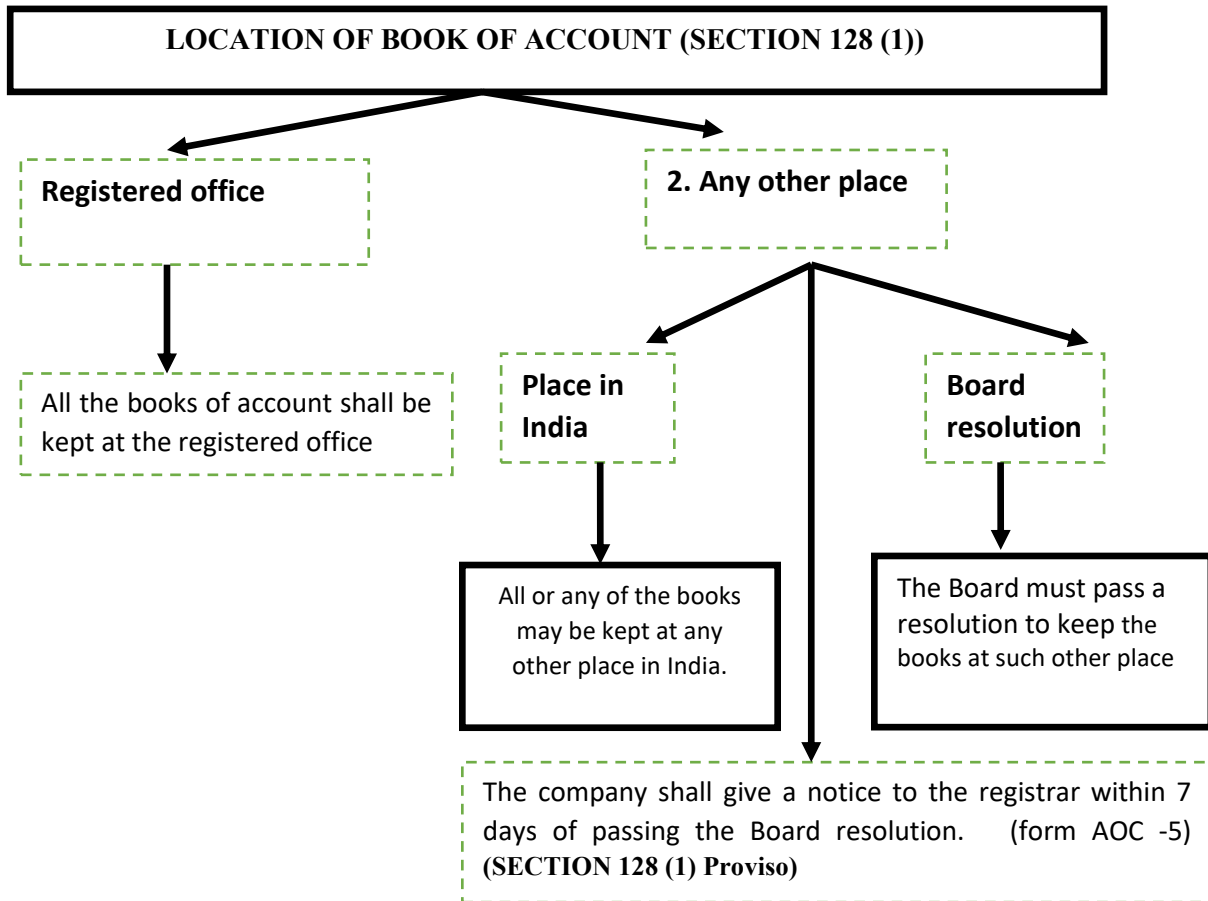 LOCATION OF BOOK OF ACCOUNT (SECTION 128 (1))
Registered office
2. Any other place
All the books of account shall be
kept at the registered office
Place in
India
Board
resolution
All or any of the books
may be kept at any
other place in India.
The Board must pass a
resolution to keep the
books at such other place
The company shall give a notice to the registrar within 7
days of passing the Board resolution. (form AOC -5)
(SECTION 128 (1) Proviso)